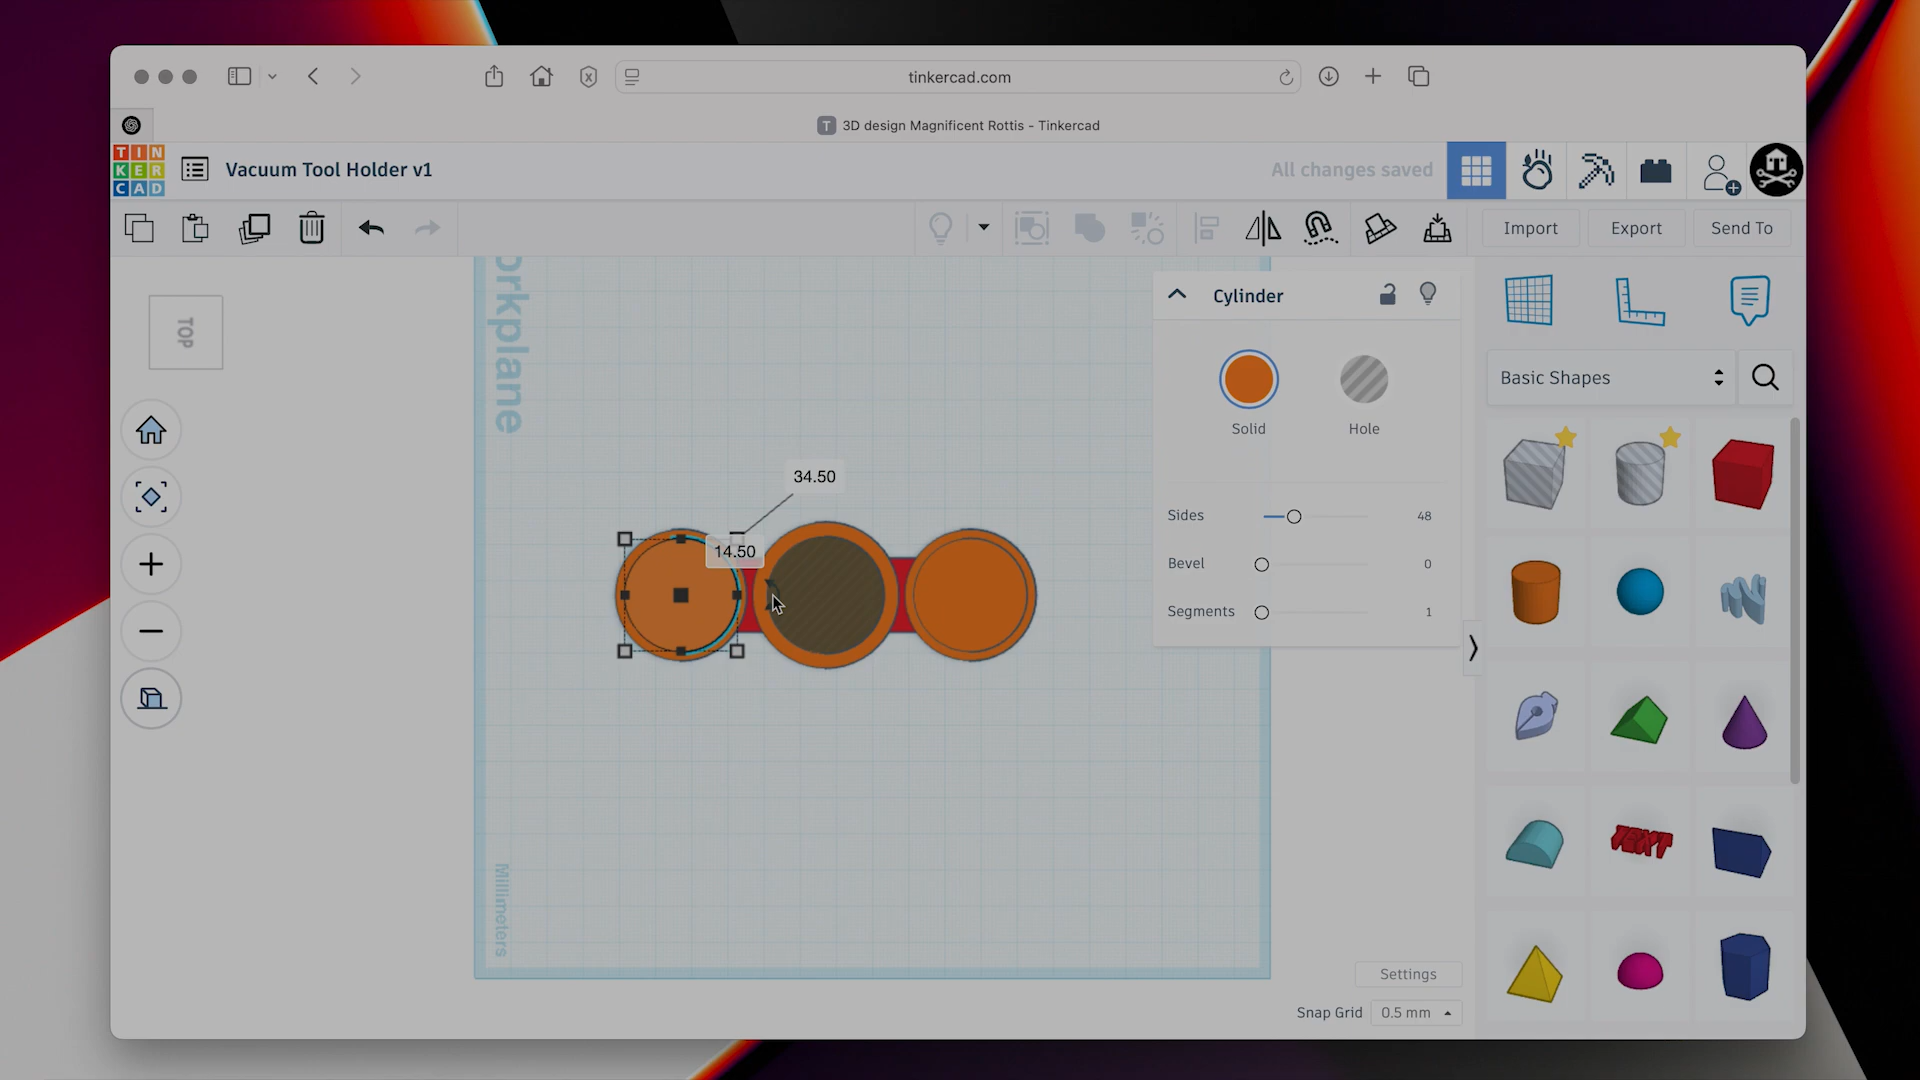 tinkercad.com
T 3D design Magnificent Rottis - Tinkercad
TIN
KER
CAD
Vacuum Tool Holder v1
All changes saved
Import
Export
Send To
orkplane
TOP
Cylinder
Solid
Hole
Basic Shapes
34.50
14.50
Sides
48
Bevel
0
Segments
1
TEXT
Millimeters
Settings
Snap Grid
0.5 mm